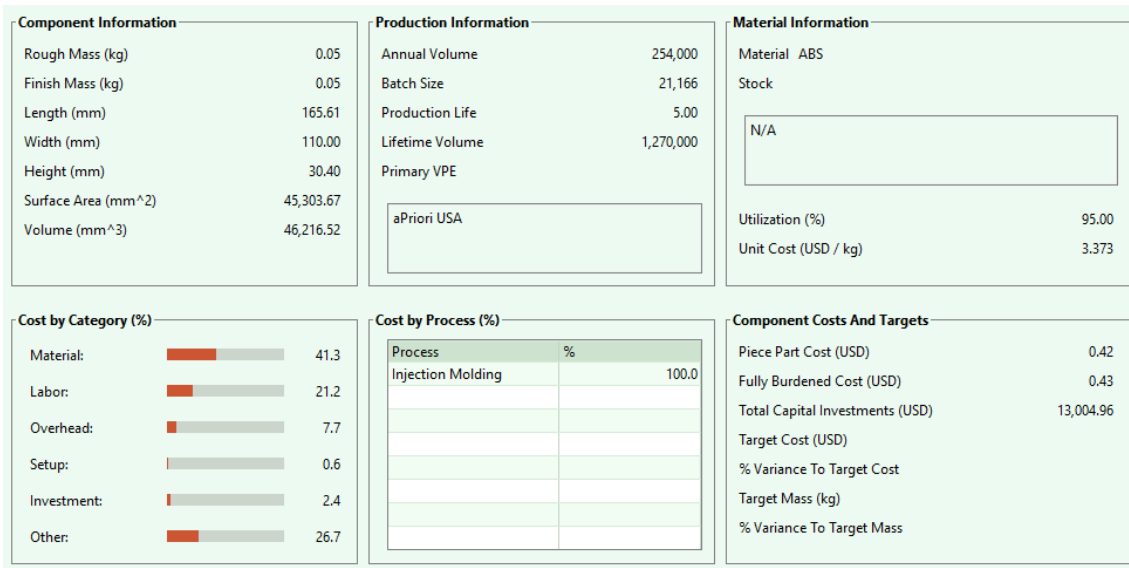 Component Information
Rough Mass (kg) 0.05
Finish Mass (kg) 0.05
Length (mm) 165.61
Width (mm) 110.00
Height (mm) 30.40
Surface Area (mm^2) 45,303.67
Volume (mm^3) 46,216.52
Production Information
Annual Volume 254,000
Batch Size 21,166
Production Life 5.00
Lifetime Volume 1,270,000
Primary VPE
aPriori USA
Material Information
Material ABS
Stock
N/A
Utilization (%) 95.00
Unit Cost (USD / kg) 3.373
Cost by Category (%)
Material: 41.3
Labor: 21.2
Overhead: 7.7
Setup: 0.6
Investment: 2.4
Other: 26.7
Cost by Process (%)
Process %
Injection Molding 100.0
Component Costs And Targets
Piece Part Cost (USD) 0.42
Fully Burdened Cost (USD) 0.43
Total Capital Investments (USD) 13,004.96
Target Cost (USD)
% Variance To Target Cost
Target Mass (kg)
% Variance To Target Mass